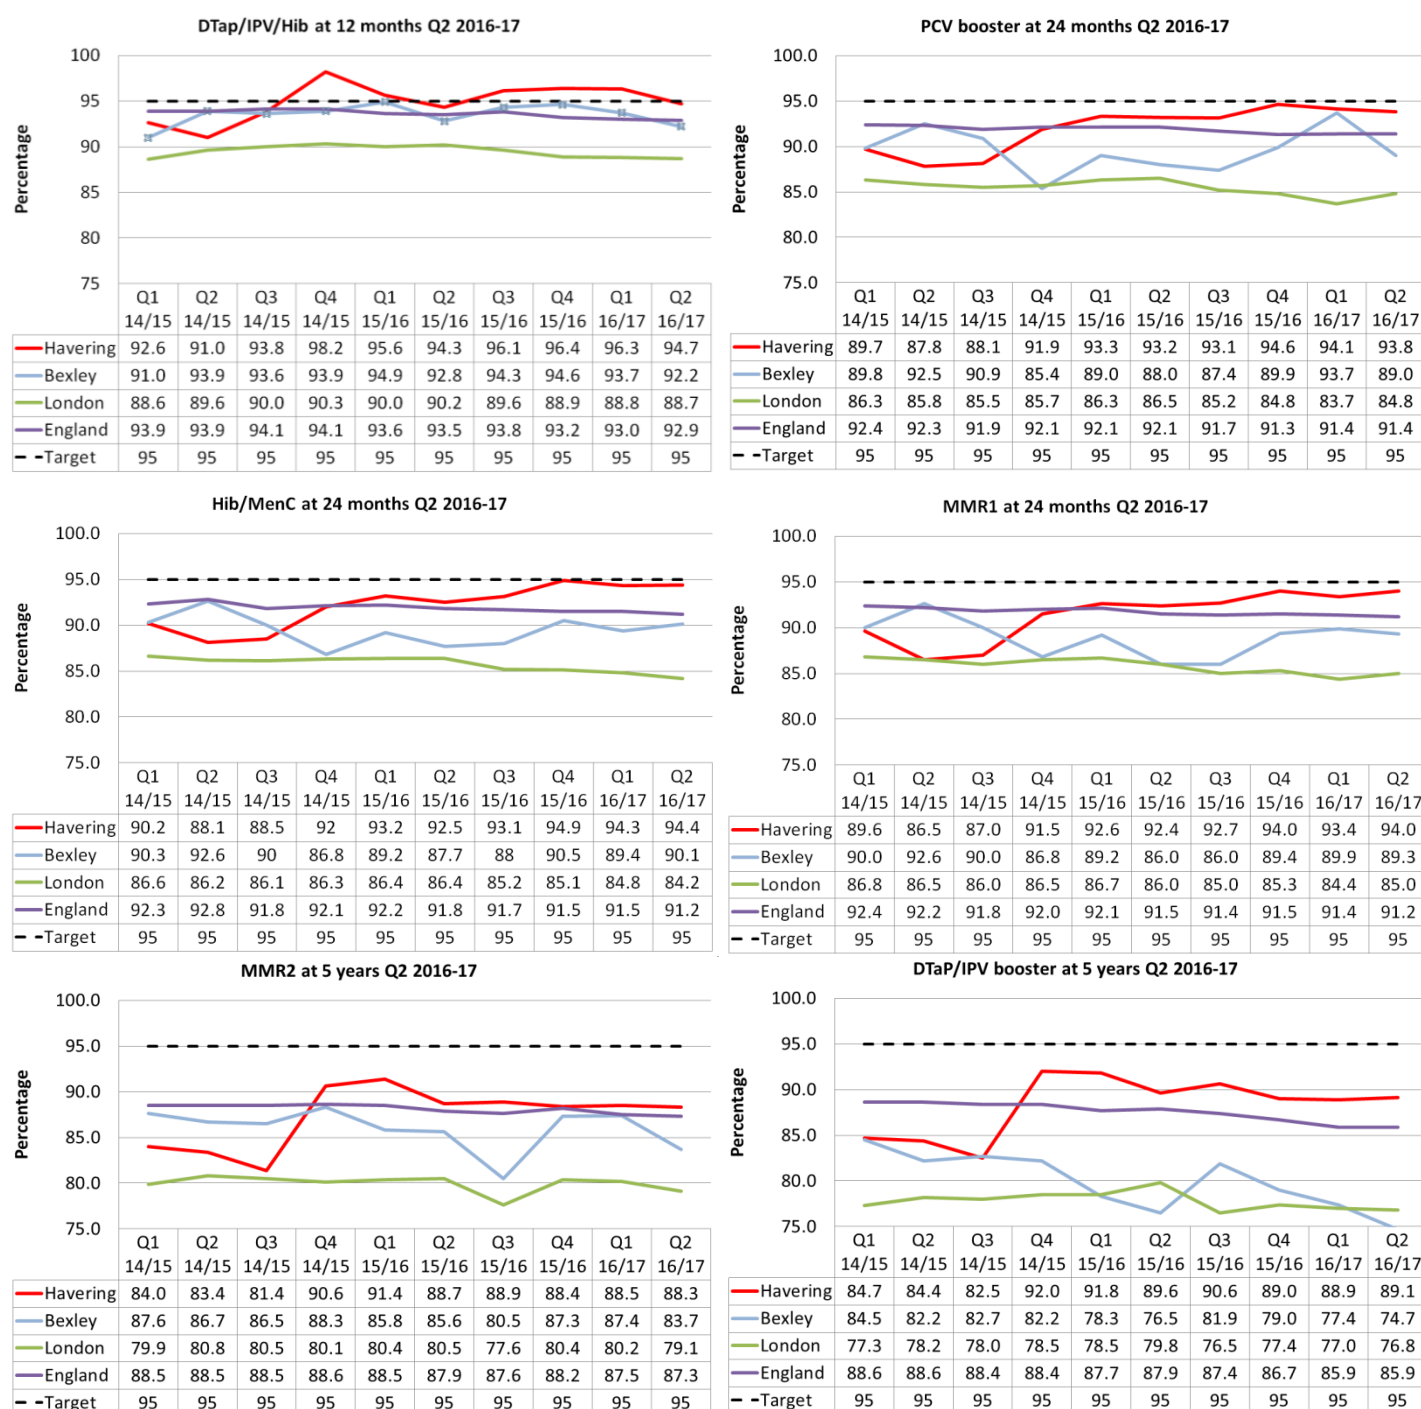 DTap/IPV/Hib at 12 months Q2 2016-17
Percentage
100
95
90
85
80
75
Q1 Q2 Q3 Q4 Q1 Q2 Q3 Q4 Q1 Q2
14/15 14/15 14/15 14/15 15/16 15/16 15/16 15/16 16/17 16/17
Havering 92.6 91.0 93.8 98.2 95.6 94.3 96.1 96.4 96.3 94.7
Bexley 91.0 93.9 93.6 93.9 94.9 92.8 94.3 94.6 93.7 92.2
London 88.6 89.6 90.0 90.3 90.0 90.2 89.6 88.9 88.8 88.7
England 93.9 93.9 94.1 94.1 93.6 93.5 93.8 93.2 93.0 92.9
Target 95 95 95 95 95 95 95 95 95 95
PCV booster at 24 months Q2 2016-17
Percentage
100.0
95.0
90.0
85.0
80.0
75.0
Q1 Q2 Q3 Q4 Q1 Q2 Q3 Q4 Q1 Q2
14/15 14/15 14/15 14/15 15/16 15/16 15/16 15/16 16/17 16/17
Havering 89.7 87.8 88.1 91.9 93.3 93.2 93.1 94.6 94.1 93.8
Bexley 89.8 92.5 90.9 85.4 89.0 88.0 87.4 89.9 93.7 89.0
London 86.3 85.8 85.5 85.7 86.3 86.5 85.2 84.8 83.7 84.8
England 92.4 92.3 91.9 92.1 92.1 92.1 91.7 91.3 91.4 91.4
Target 95 95 95 95 95 95 95 95 95 95
Hib/MenC at 24 months Q2 2016-17
Percentage
100.0
95.0
90.0
85.0
80.0
75.0
Q1 Q2 Q3 Q4 Q1 Q2 Q3 Q4 Q1 Q2
14/15 14/15 14/15 14/15 15/16 15/16 15/16 15/16 16/17 16/17
Havering 90.2 88.1 88.5 92 93.2 92.5 93.1 94.9 94.3 94.4
Bexley 90.3 92.6 90 86.8 89.2 87.7 88 90.5 89.4 90.1
London 86.6 86.2 86.1 86.3 86.4 86.4 85.2 85.1 84.8 84.2
England 92.3 92.8 91.8 92.1 92.2 91.8 91.7 91.5 91.5 91.2
Target 95 95 95 95 95 95 95 95 95 95
MMR1 at 24 months Q2 2016-17
Percentage
100.0
95.0
90.0
85.0
80.0
75.0
Q1 Q2 Q3 Q4 Q1 Q2 Q3 Q4 Q1 Q2
14/15 14/15 14/15 14/15 15/16 15/16 15/16 15/16 16/17 16/17
Havering 89.6 86.5 87.0 91.5 92.6 92.4 92.7 94.0 93.4 94.0
Bexley 90.0 92.6 90.0 86.8 89.2 86.0 86.0 89.4 89.9 89.3
London 86.8 86.5 86.0 86.5 86.7 86.0 85.0 85.3 84.4 85.0
England 92.4 92.2 91.8 92.0 92.1 91.5 91.4 91.5 91.4 91.2
Target 95 95 95 95 95 95 95 95 95 95
MMR2 at 5 years Q2 2016-17
Percentage
100.0
95.0
90.0
85.0
80.0
75.0
Q1 Q2 Q3 Q4 Q1 Q2 Q3 Q4 Q1 Q2
14/15 14/15 14/15 14/15 15/16 15/16 15/16 15/16 16/17 16/17
Havering 84.0 83.4 81.4 90.6 91.4 88.7 88.9 88.4 88.5 88.3
Bexley 87.6 86.7 86.5 88.3 85.8 85.6 80.5 87.3 87.4 83.7
London 79.9 80.8 80.5 80.1 80.4 80.5 77.6 80.4 80.2 79.1
England 88.5 88.5 88.5 88.6 88.5 87.9 87.6 88.2 87.5 87.3
Target 95 95 95 95 95 95 95 95 95 95
DTaP/IPV booster at 5 years Q2 2016-17
Percentage
100.0
95.0
90.0
85.0
80.0
75.0
Q1 Q2 Q3 Q4 Q1 Q2 Q3 Q4 Q1 Q2
14/15 14/15 14/15 14/15 15/16 15/16 15/16 15/16 16/17 16/17
Havering 84.7 84.4 82.5 92.0 91.8 89.6 90.6 89.0 88.9 89.1
Bexley 84.5 82.2 82.7 82.2 78.3 76.5 81.9 79.0 77.4 74.7
London 77.3 78.2 78.0 78.5 78.5 79.8 76.5 77.4 77.0 76.8
England 88.6 88.6 88.4 88.4 87.7 87.9 87.4 86.7 85.9 85.9
Target 95 95 95 95 95 95 95 95 95 95